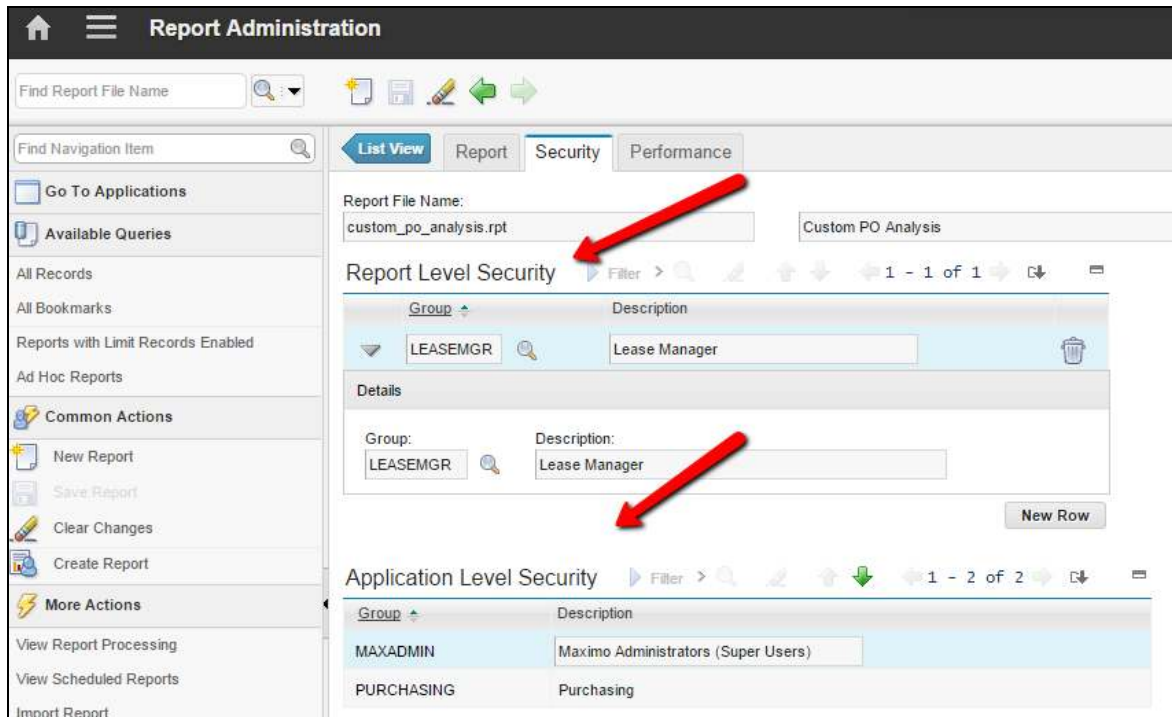 Report Administration
Find Report File Name
Find Navigation Item
Go To Applications
Available Queries
All Records
All Bookmarks
Reports with Limit Records Enabled
Ad Hoc Reports
Common Actions
New Report
Save Report
Clear Changes
Create Report
More Actions
View Report Processing
View Scheduled Reports
Import Report
List View Report Security Performance
Report File Name:
custom_po_analysis.rpt Custom PO Analysis
Report Level Security Filter > 1 - 1 of 1
Group Description
LEASEMGR Lease Manager
Details
Group: Description:
LEASEMGR Lease Manager
New Row
Application Level Security Filter > 1 - 2 of 2
Group Description
MAXADMIN Maximo Administrators (Super Users)
PURCHASING Purchasing